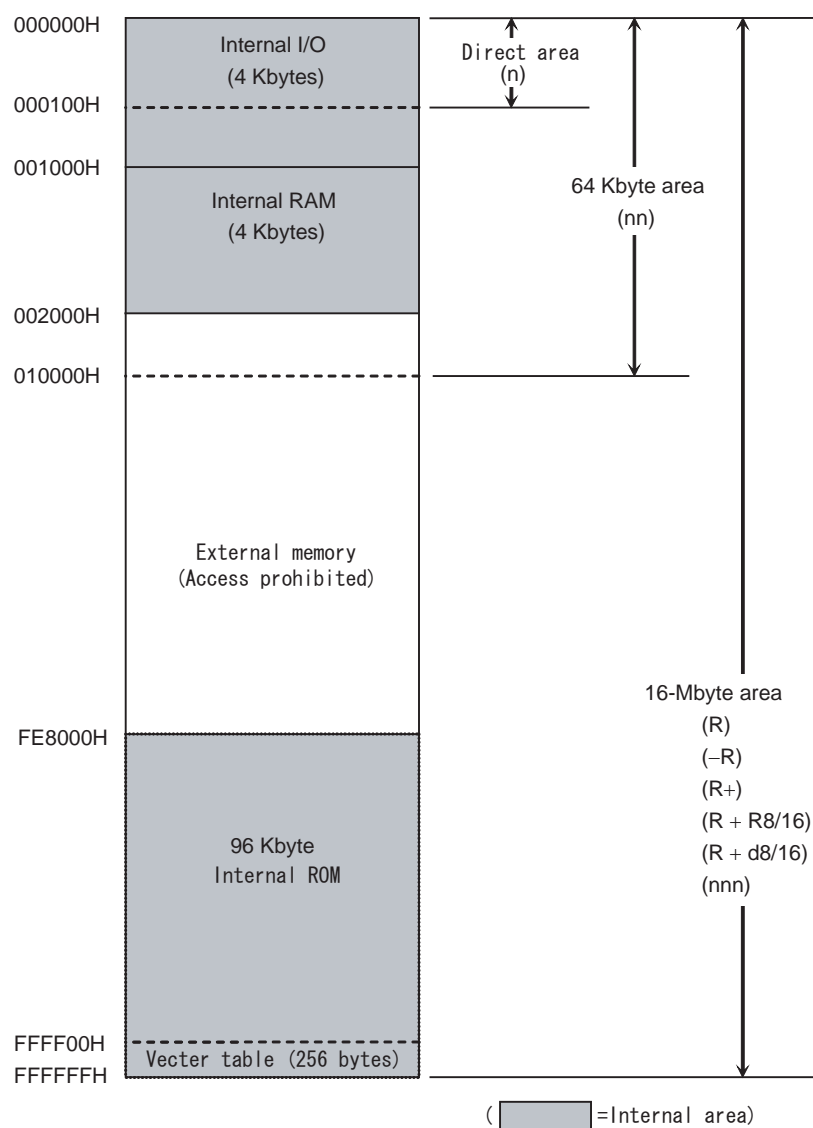 000000H
Internal I/O
(4 Kbytes)
Direct area
(n)
000100H
001000H
Internal RAM
(4 Kbytes)
64 Kbyte area
(nn)
002000H
010000H
External memory
(Access prohibited)
16-Mbyte area
(R)
(−R)
(R+)
(R + R8/16)
(R + d8/16)
(nnn)
FE8000H
96 Kbyte
Internal ROM
FFFF00H
Vecter table (256 bytes)
FFFFFFH
( =Internal area)